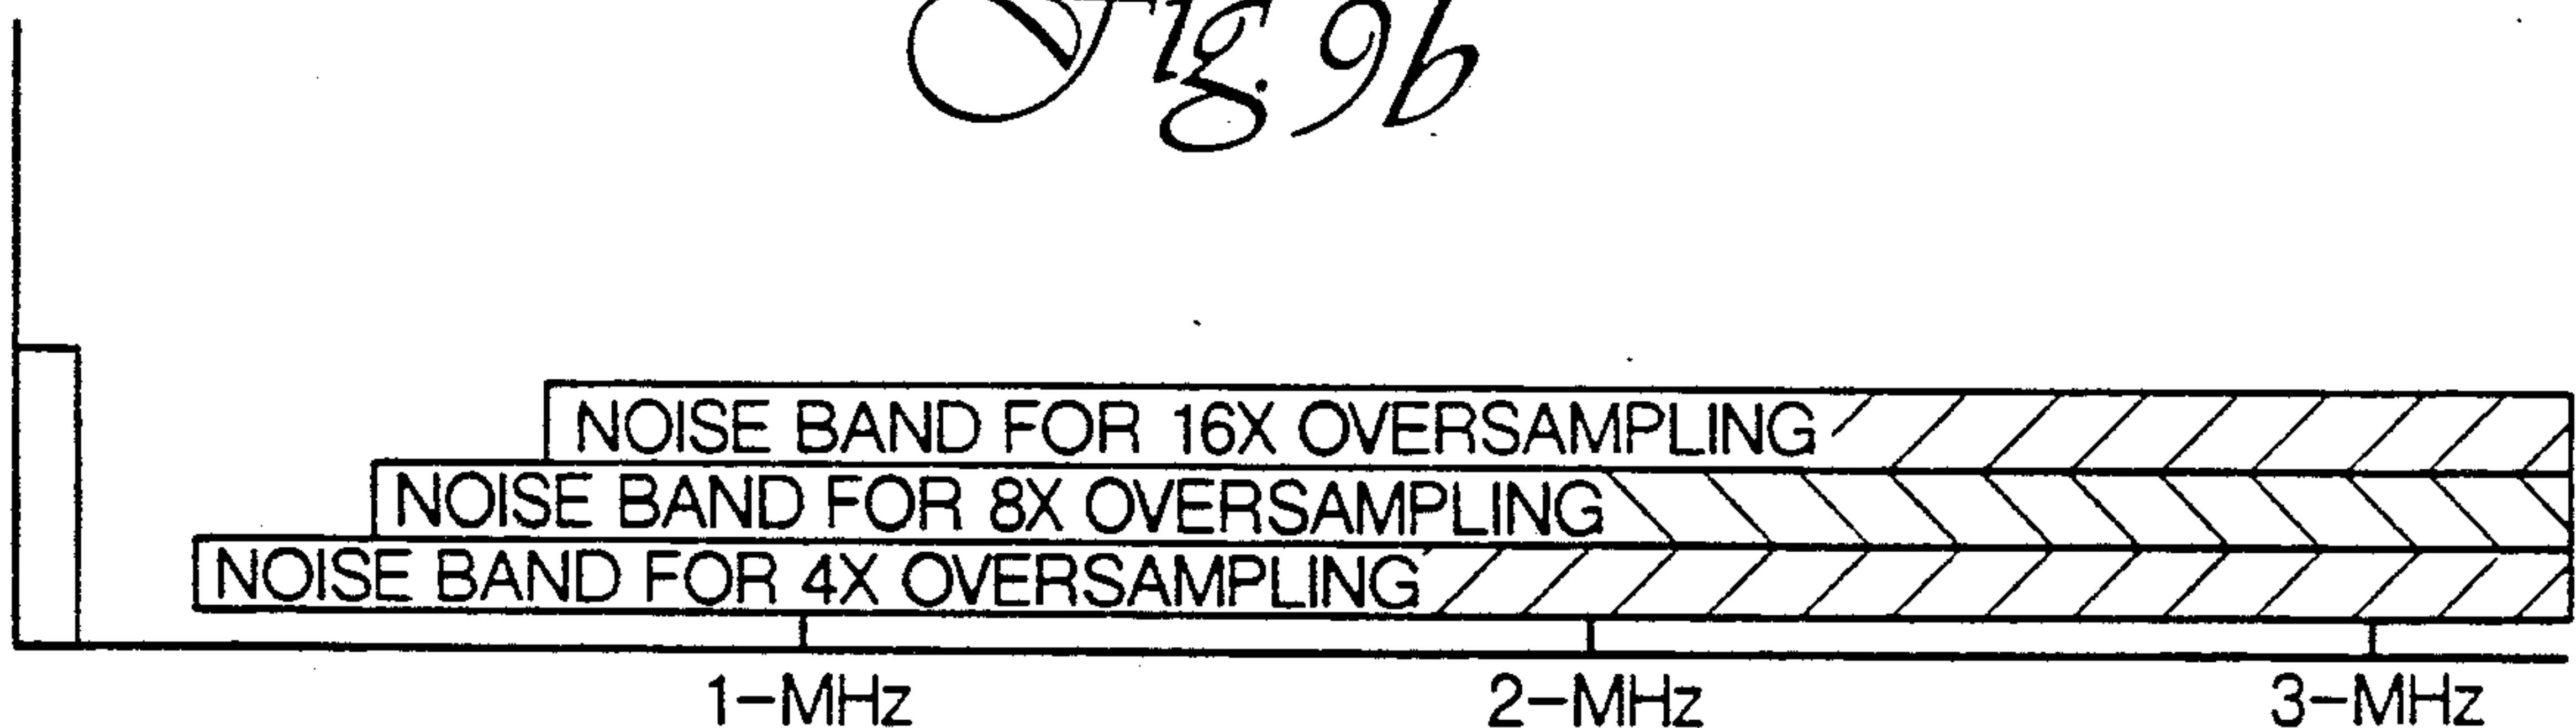 Fig. 9b
NOISE BAND FOR 16X OVERSAMPLING
NOISE BAND FOR 8X OVERSAMPLING
NOISE BAND FOR 4X OVERSAMPLING
1-MHz 2-MHz 3-MHz